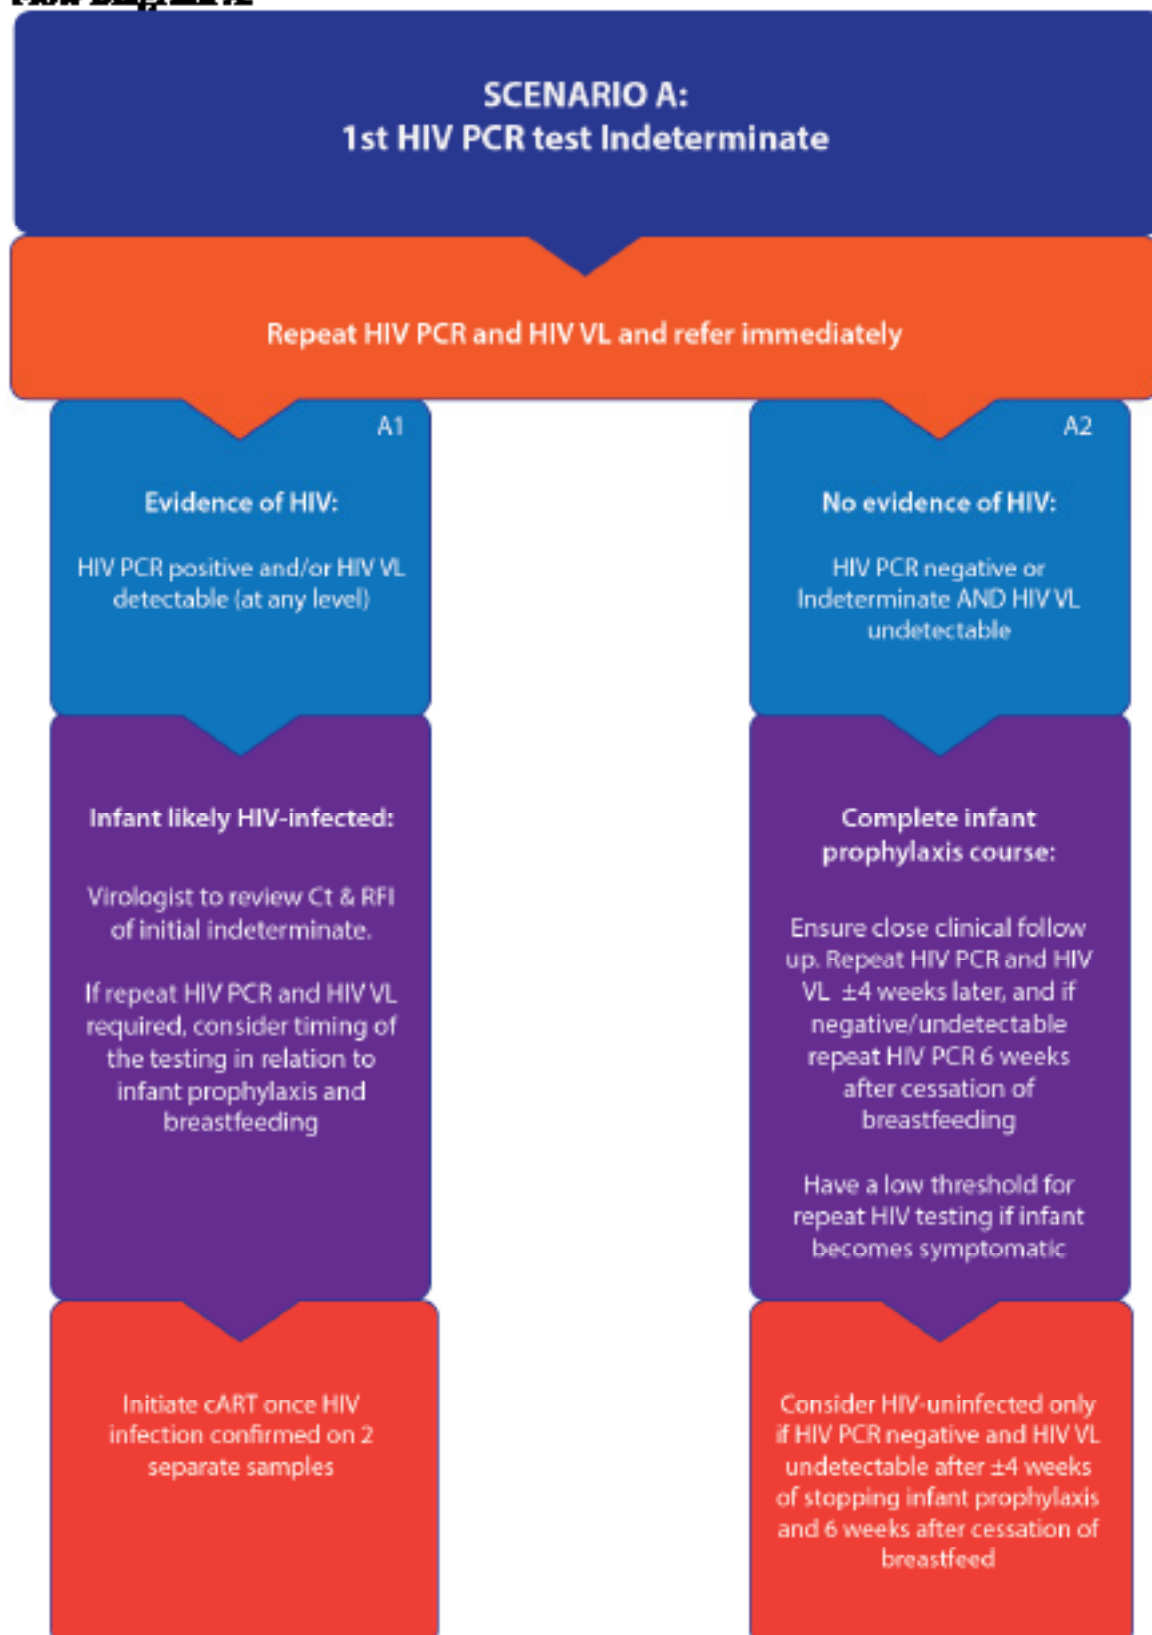 SCENARIO A:
1st HIV PCR test Indeterminate
Repeat HIV PCR and HIV VL and refer immediately
A1
Evidence of HIV:
HIV PCR positive and/or HIV VL
detectable (at any level)
Infant likely HIV-infected:
Virologist to review Ct & RFI
of initial indeterminate.
If repeat HIV PCR and HIV VL
required, consider timing of
the testing in relation to
infant prophylaxis and
breastfeeding
Initiate cART once HIV
infection confirmed on 2
separate samples
A2
No evidence of HIV:
HIV PCR negative or
Indeterminate AND HIV VL
undetectable
Complete infant
prophylaxis course:
Ensure close clinical follow
up. Repeat HIV PCR and HIV
VL ±4 weeks later, and if
negative/undetectable
repeat HIV PCR 6 weeks
after cessation of
breastfeeding
Have a low threshold for
repeat HIV testing if infant
becomes symptomatic
Consider HIV-uninfected only
if HIV PCR negative and HIV VL
undetectable after ±4 weeks
of stopping infant prophylaxis
and 6 weeks after cessation of
breastfeed